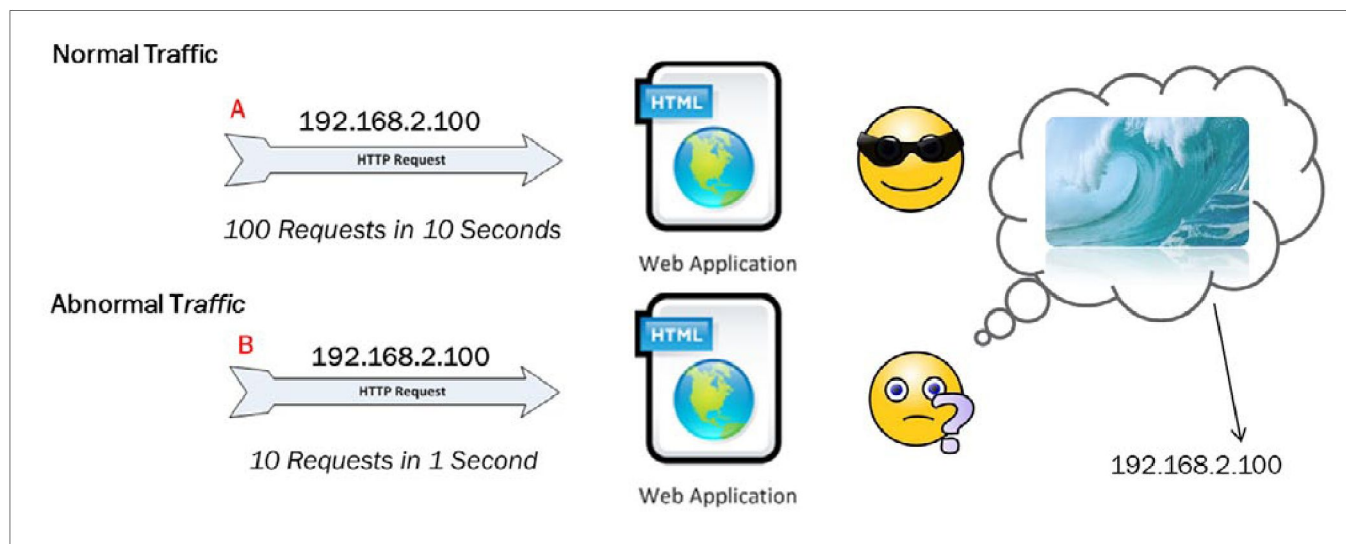 Normal Traffic
A
192.168.2.100
HTTP Request
100 Requests in 10 Seconds
HTML
Web Application
Abnormal Traffic
B
192.168.2.100
HTTP Request
10 Requests in 1 Second
HTML
Web Application
?
192.168.2.100